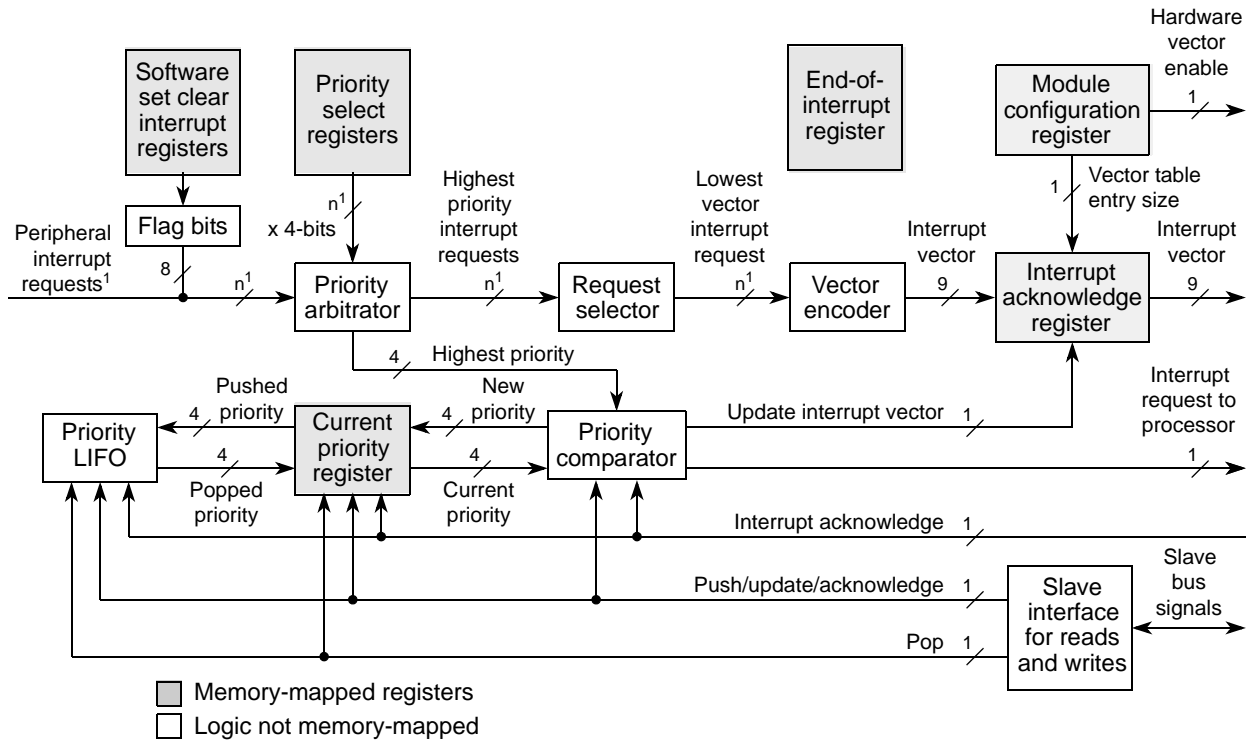 Hardware
vector
enable
1
Software
set clear
interrupt
registers
Priority
select
registers
End-of-
interrupt
register
Module
configuration
register
n1
x 4-bits
Highest
priority
interrupt
requests
Lowest
vector
interrupt
request
1
Vector table
entry size
Flag bits
8
Peripheral
interrupt
requests1
n1
Priority
arbitrator
n1
Request
selector
n1
Vector
encoder
Interrupt
vector
9
Interrupt
acknowledge
register
Interrupt
vector
9
4
Highest priority
Pushed
priority
4
Priority
LIFO
4
Popped
priority
Current
priority
register
New
priority
4
4
Current
priority
Priority
comparator
Update interrupt vector
1
Interrupt
request to
processor
1
Interrupt acknowledge
1
Push/update/acknowledge
1
Slave
interface
for reads
and writes
Slave
bus
signals
Pop
1
Memory-mapped registers
Logic not memory-mapped